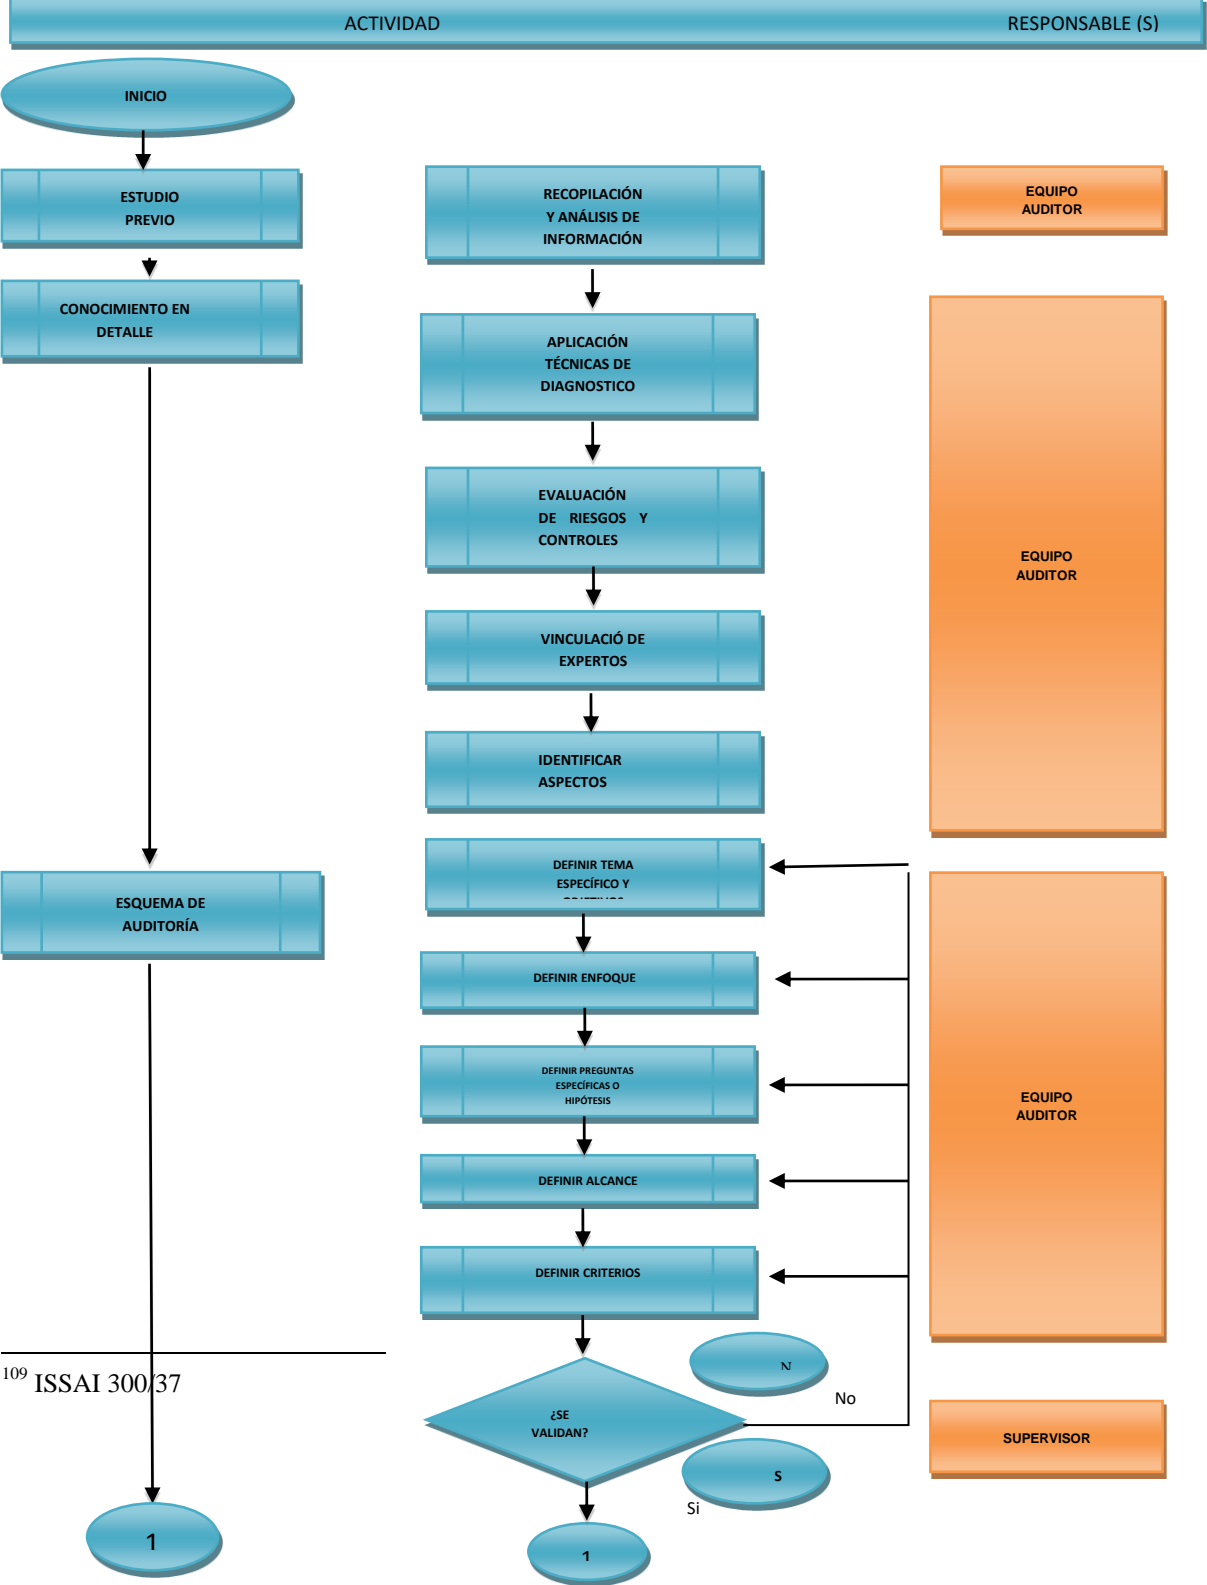 ACTIVIDAD RESPONSABLE (S)
INICIO
ESTUDIO
PREVIO
RECOPILACIÓN
Y ANÁLISIS DE
INFORMACIÓN
EQUIPO
AUDITOR
CONOCIMIENTO EN
DETALLE
APLICACIÓN
TÉCNICAS DE
DIAGNOSTICO
EVALUACIÓN
DE RIESGOS Y
CONTROLES
EQUIPO
AUDITOR
VINCULACIÓ DE
EXPERTOS
IDENTIFICAR
ASPECTOS
ESQUEMA DE
AUDITORÍA
DEFINIR TEMA
ESPECÍFICO Y
DEFINIR ENFOQUE
DEFINIR PREGUNTAS
ESPECÍFICAS O
HIPÓTESIS
EQUIPO
AUDITOR
DEFINIR ALCANCE
DEFINIR CRITERIOS
109 ISSAI 300/37
N
No
¿SE
VALIDAN?
SUPERVISOR
S
Si
1
1